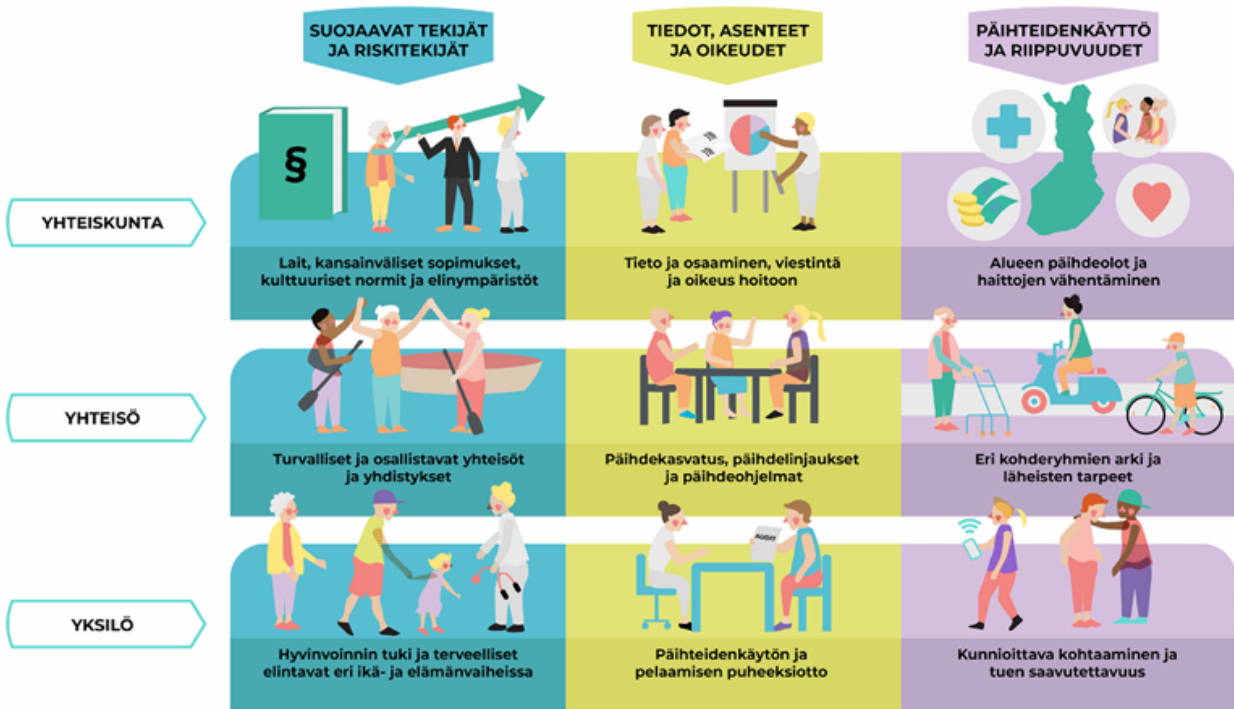 SUOJAAVAT TEKIJÄT
JA RISKITEKIJÄT
TIEDOT, ASENTEET
JA OIKEUDET
PÄIHTEIDENKÄYTTÖ
JA RIIPPUVUUDET
YHTEISKUNTA
§
Lait, kansainväliset sopimukset,
kulttuuriset normit ja elinympäristöt
Tieto ja osaaminen, viestintä
ja oikeus hoitoon
Alueen päihdeolot ja
haittojen vähentäminen
YHTEISÖ
Turvalliset ja osallistavat yhteisöt
ja yhdistykset
Päihdekasvatus, päihdelinjaukset
ja päihdeohjelmat
Eri kohderyhmien arki ja
läheisten tarpeet
YKSILÖ
AUDIT
Hyvinvoinnin tuki ja terveelliset
elintavat eri ikä- ja elämänvaiheissa
Päihteidenkäytön ja
pelaamisen puheeksiotto
Kunnioittava kohtaaminen ja
tuen saavutettavuus